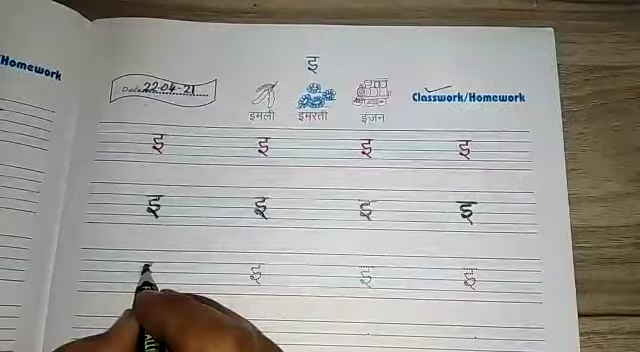 /Homework
इ
Date 22-04-21
Classwork/Homework
इमली इमरती इंजन
इ इ इ इ
इ इ इ इ
इ इ इ